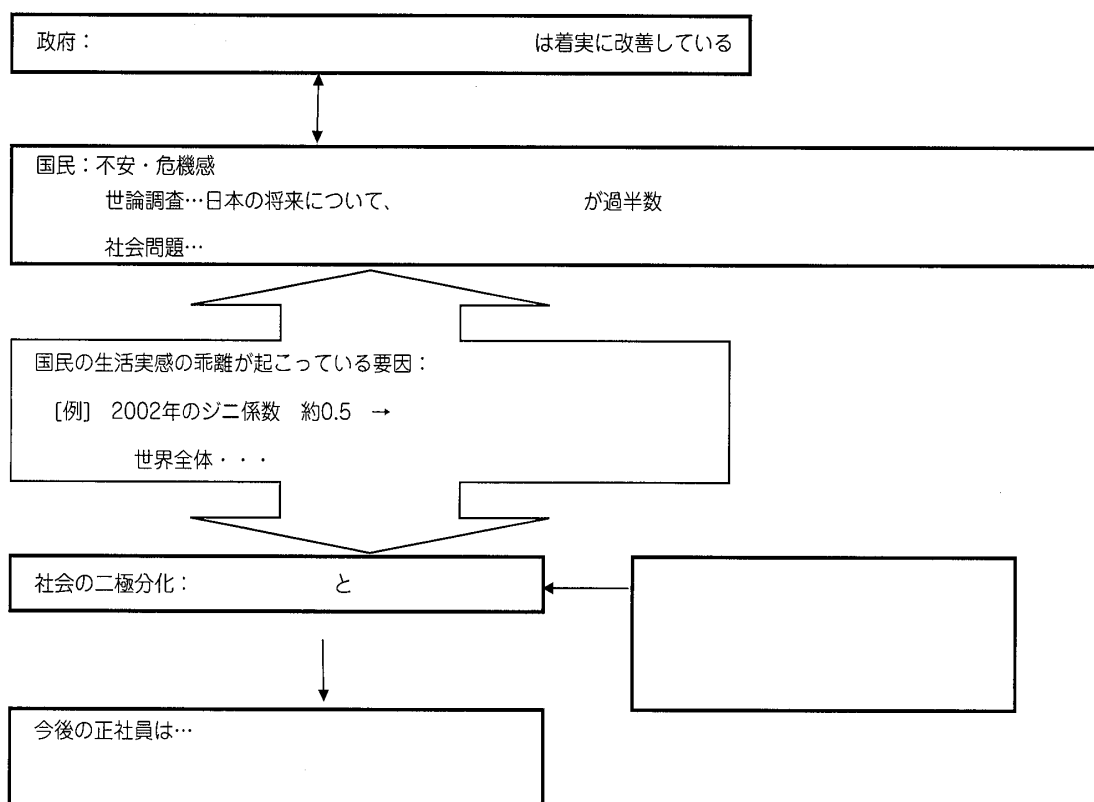 政府：　　　　　　　　　　　は着実に改善している
国民：不安・危機感
世論調査…日本の将来について、　　　　　　　　　が過半数
社会問題…
国民の生活実感の乖離が起こっている要因：
［例］　2002年のジニ係数　約0.5　→
世界全体・・・
社会の二極分化：　　　　　　　と
今後の正社員は…